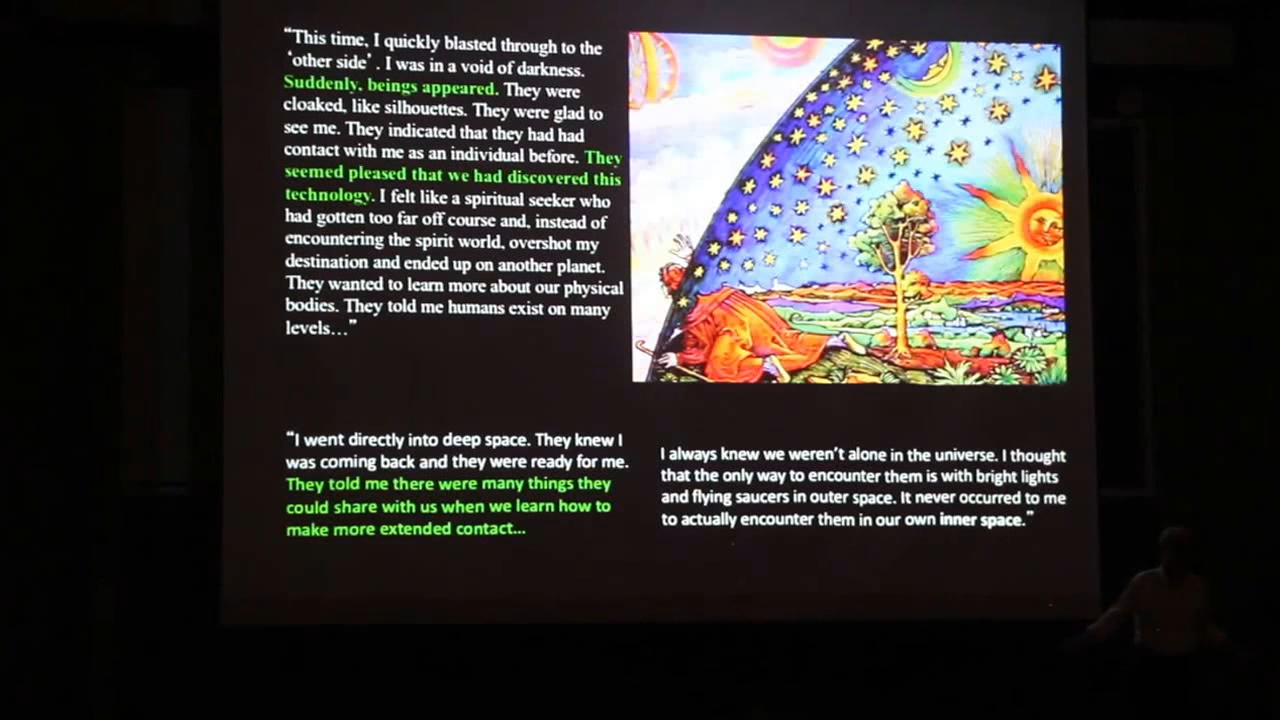 “This time, I quickly blasted through to the
‘other side’. I was in a void of darkness.
Suddenly, beings appeared. They were
cloaked, like silhouettes. They were glad to
see me. They indicated that they had had
contact with me as an individual before. They
seemed pleased that we had discovered this
technology. I felt like a spiritual seeker who
had gotten too far off course and, instead of
encountering the spirit world, overshot my
destination and ended up on another planet.
They wanted to learn more about our physical
bodies. They told me humans exist on many
levels…”
“I went directly into deep space. They knew I
was coming back and they were ready for me.
They told me there were many things they
could share with us when we learn how to
make more extended contact...
I always knew we weren’t alone in the universe. I thought
that the only way to encounter them is with bright lights
and flying saucers in outer space. It never occurred to me
to actually encounter them in our own inner space.”